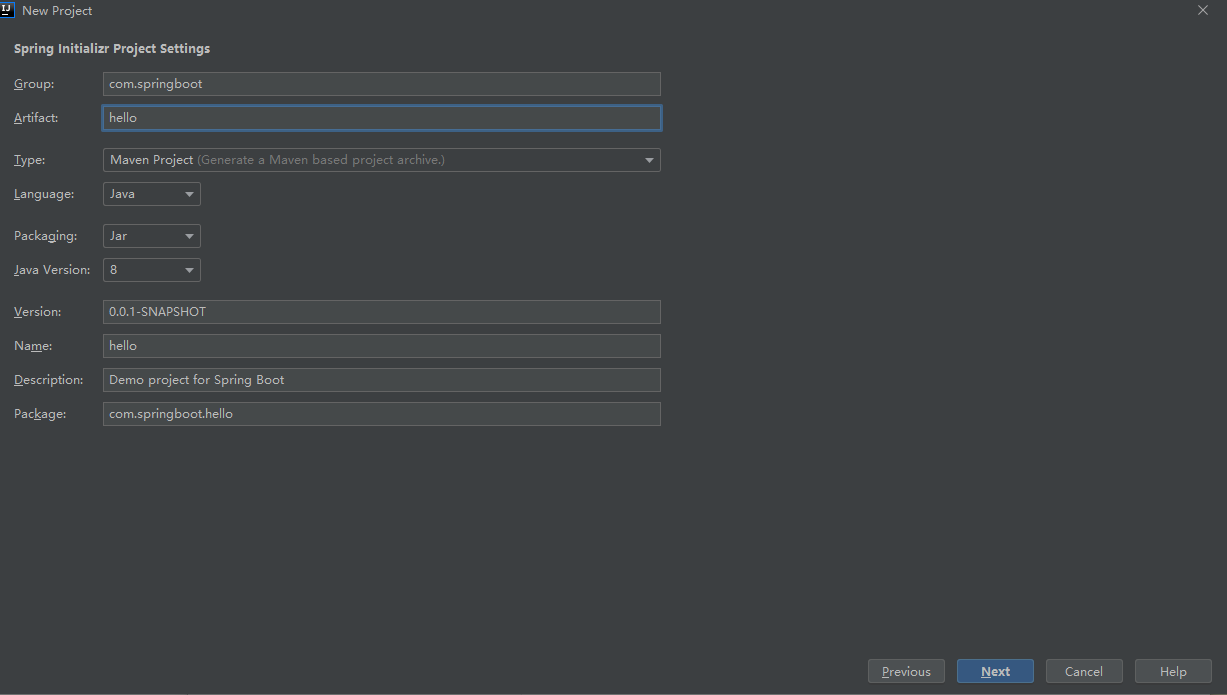 IJ New Project
Spring Initializr Project Settings
Group: com.springboot
Artifact: hello
Type: Maven Project (Generate a Maven based project archive.)
Language: Java
Packaging: Jar
Java Version: 8
Version: 0.0.1-SNAPSHOT
Name: hello
Description: Demo project for Spring Boot
Package: com.springboot.hello
Previous Next Cancel Help